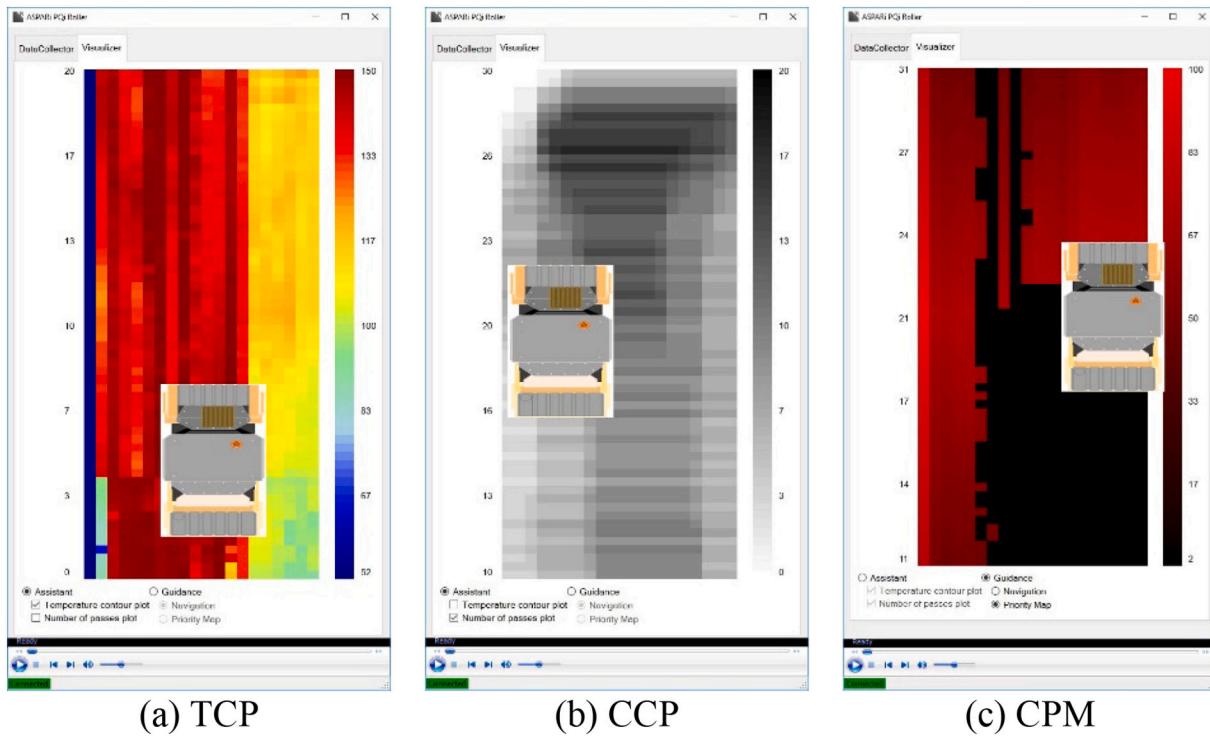 ASPARi PQi Roller
DataCollector Visualizer
20
17
13
10
7
3
0
150
133
117
100
83
67
52
Assistant Guidance
Temperature contour plot Navigation
Number of passes plot Priority Map
Ready
Connected
(a) TCP
ASPARi PQi Roller
DataCollector Visualizer
30
26
23
20
16
13
10
20
17
13
10
7
3
0
Assistant Guidance
Temperature contour plot Navigation
Number of passes plot Priority Map
Ready
Connected
(b) CCP
ASPARi PQi Roller
DataCollector Visualizer
31
27
24
21
17
14
11
100
83
67
50
33
17
2
Assistant Guidance
Temperature contour plot Navigation
Number of passes plot Priority Map
Ready
Connected
(c) CPM